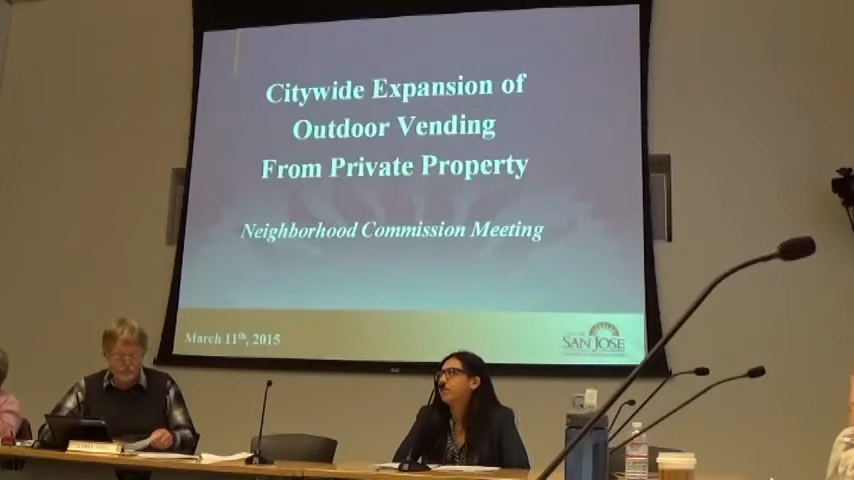 Citywide Expansion of
Outdoor Vending
From Private Property
Neighborhood Commission Meeting
March 11th, 2015
SAN JOSE